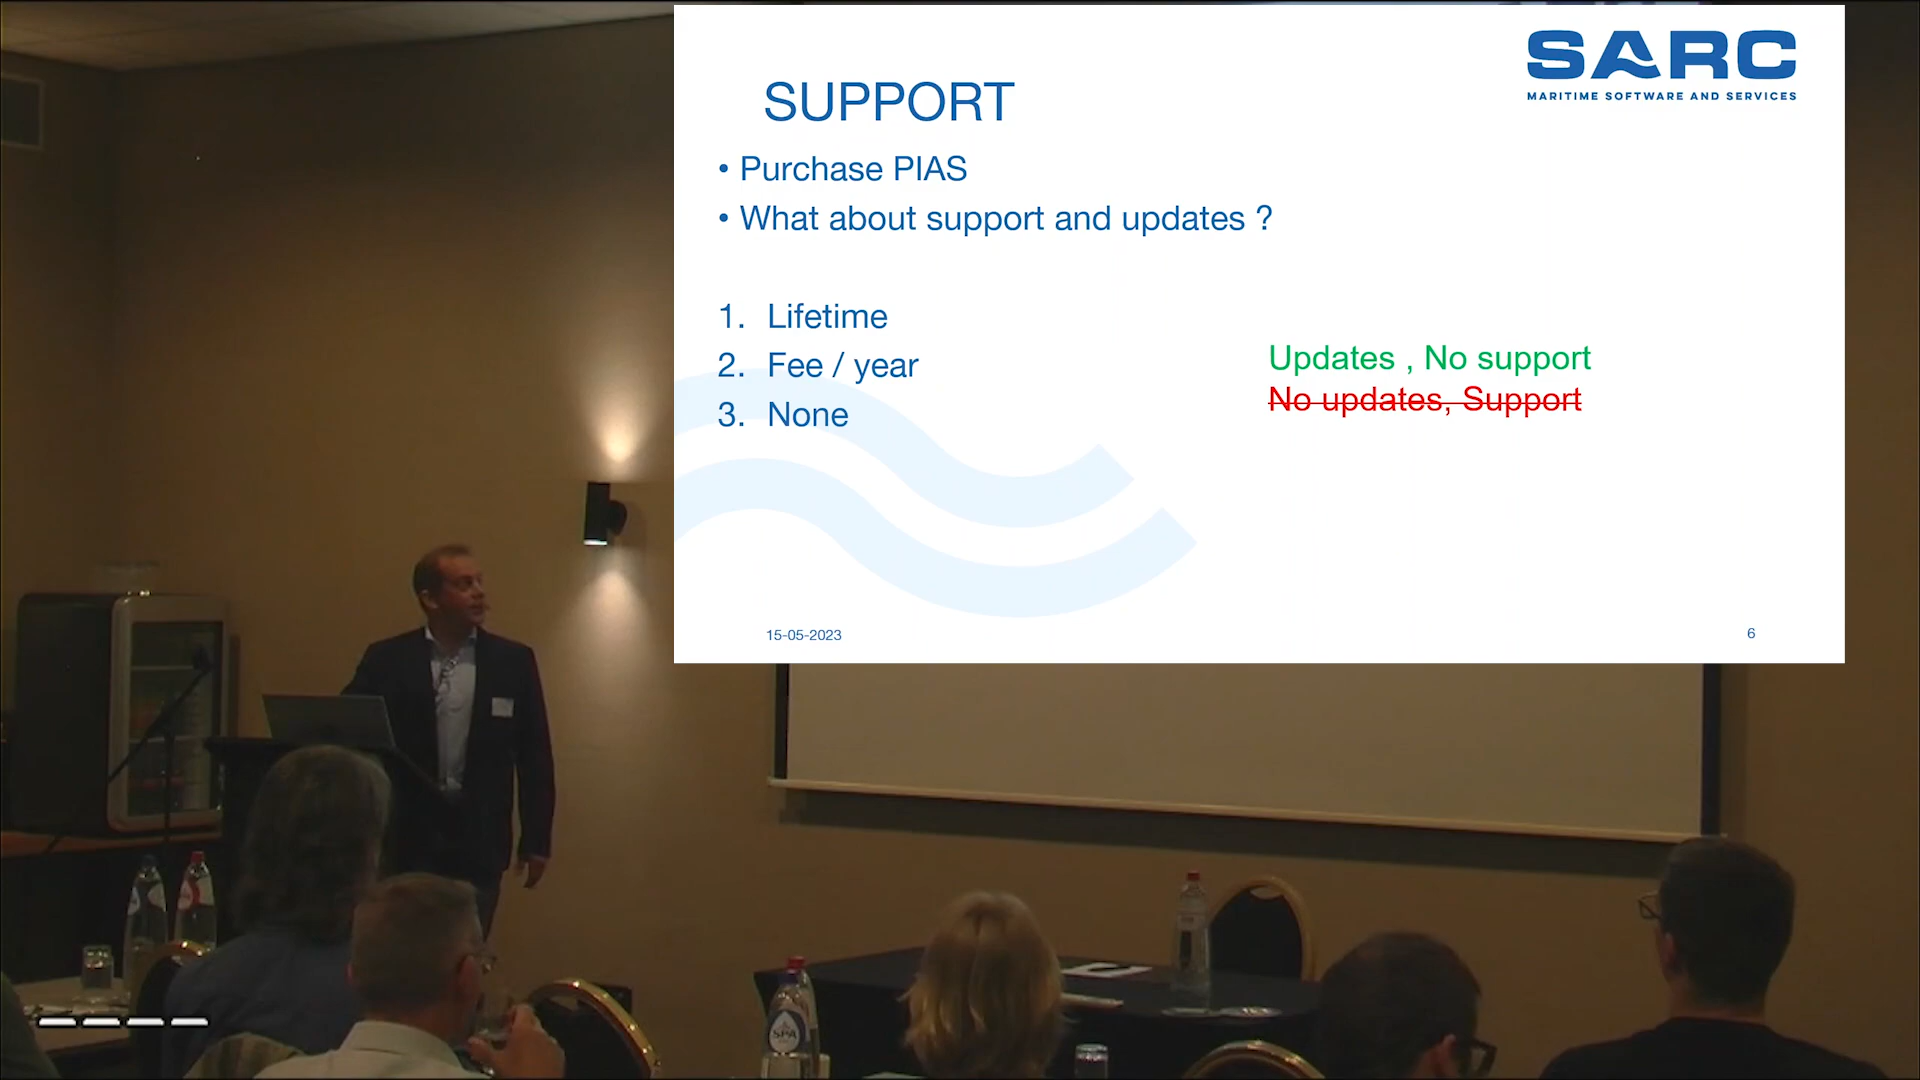 SARC
MARITIME SOFTWARE AND SERVICES
SUPPORT
• Purchase PIAS
• What about support and updates ?
1. Lifetime
2. Fee / year
3. None
Updates , No support
No updates, Support
15-05-2023
6
SPA